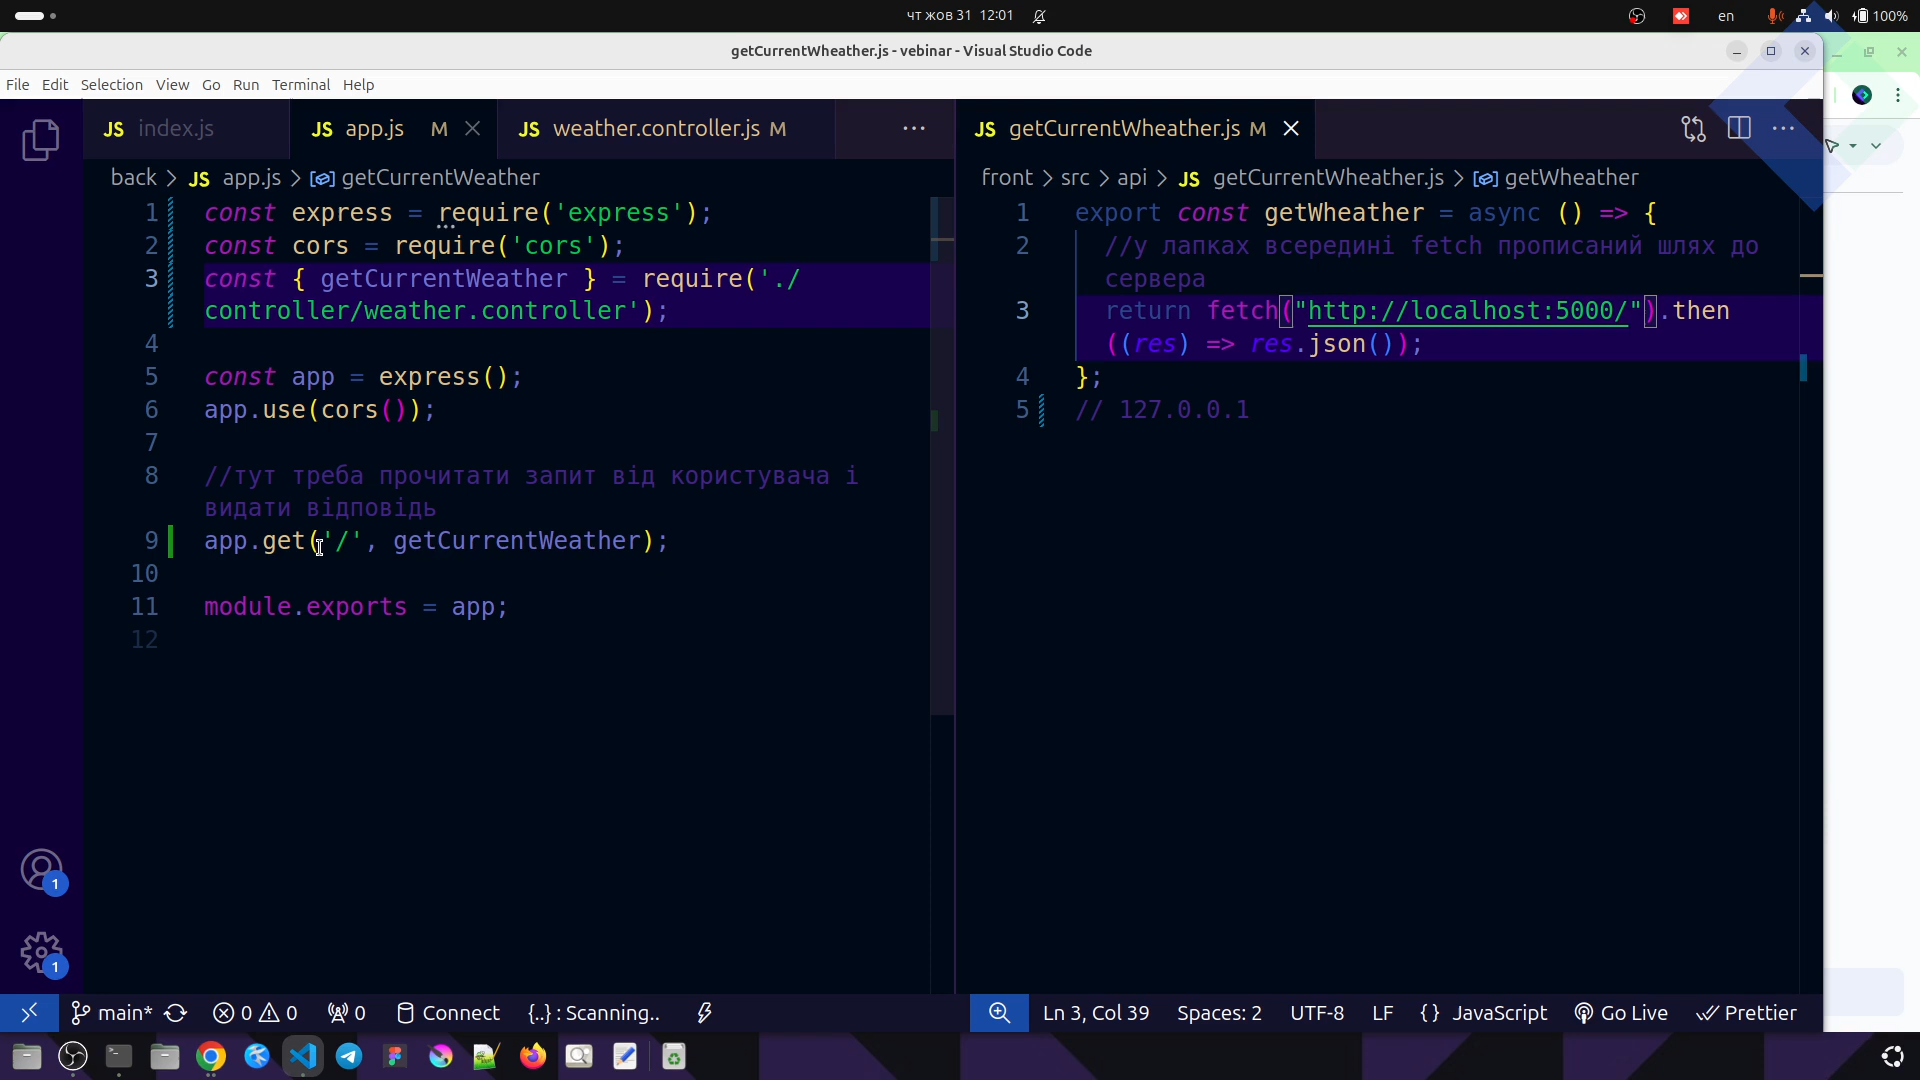 чт жов 31 12:01
en
100%
getCurrentWheather.js - vebinar - Visual Studio Code
File Edit Selection View Go Run Terminal Help
JS index.js
JS app.js M
JS weather.controller.js M
JS getCurrentWheather.js M
back > JS app.js > getCurrentWeather
1 const express = require('express');
2 const cors = require('cors');
3 const { getCurrentWeather } = require('./
controller/weather.controller');
4
5 const app = express();
6 app.use(cors());
7
8 //тут треба прочитати запит від користувача і
видати відповідь
9 app.get('/', getCurrentWeather);
10
11 module.exports = app;
12
front > src > api > JS getCurrentWheather.js > getWheather
1 export const getWheather = async () => {
2 //у лапках всередині fetch прописаний шлях до
сервера
3 return fetch("http://localhost:5000/").then
((res) => res.json());
4 };
5 // 127.0.0.1
1
1
main* 0 0 0 Connect {..} : Scanning..
Ln 3, Col 39 Spaces: 2 UTF-8 LF {} JavaScript Go Live Prettier